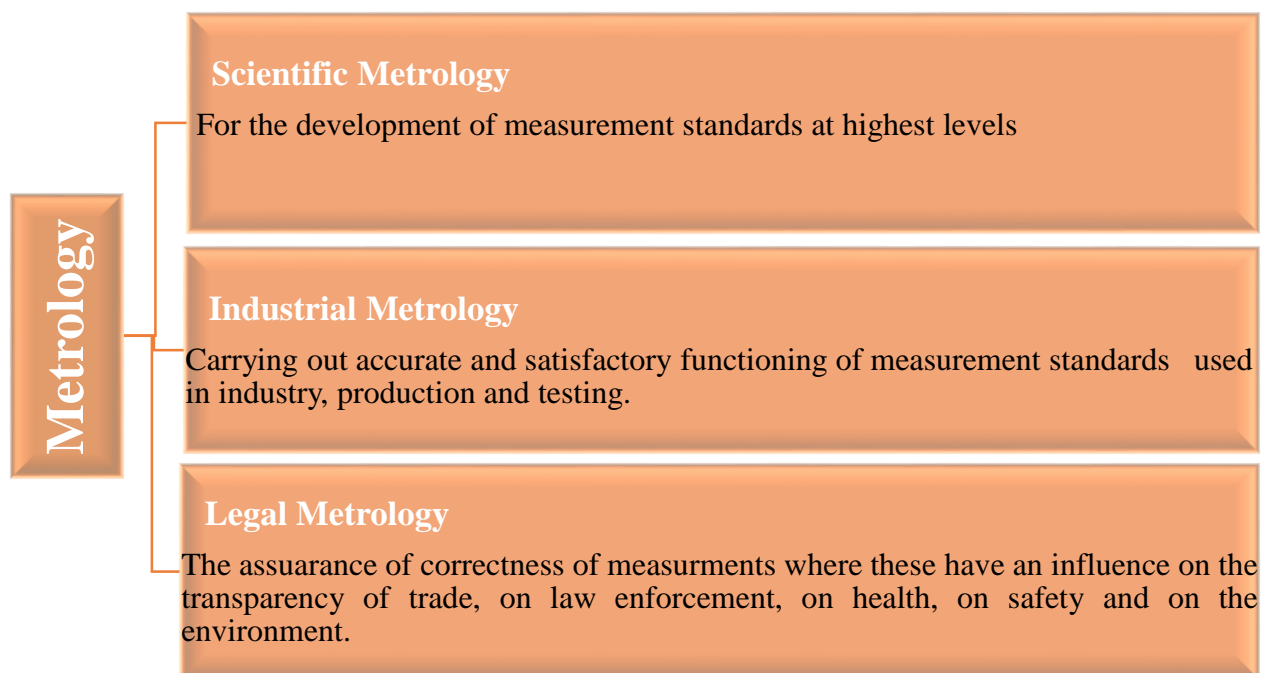 Metrology
Scientific Metrology
For the development of measurement standards at highest levels
Industrial Metrology
Carrying out accurate and satisfactory functioning of measurement standards used
in industry, production and testing.
Legal Metrology
The assuarance of correctness of measurments where these have an influence on the
transparency of trade, on law enforcement, on health, on safety and on the
environment.